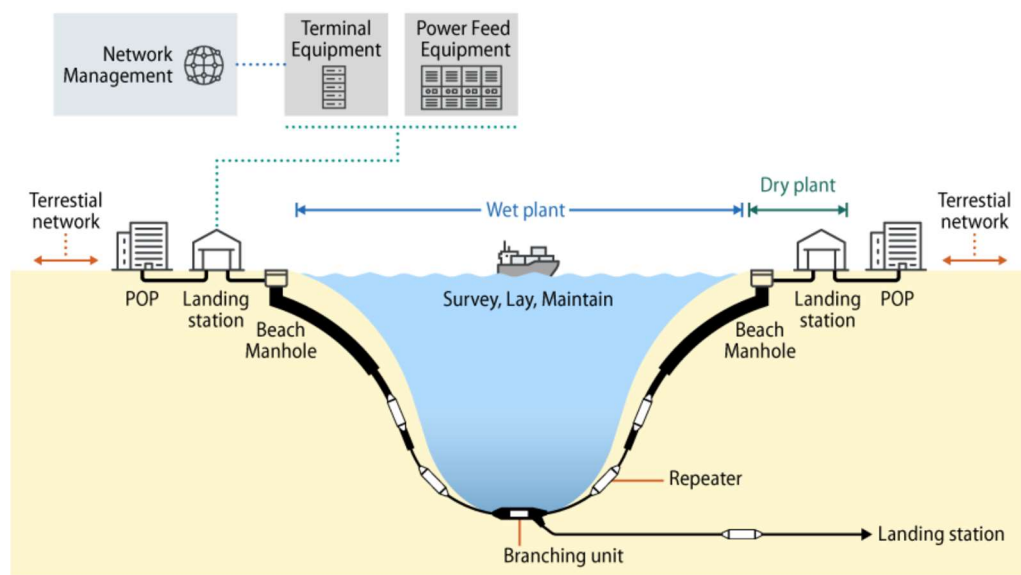 Network
Management
Terminal
Equipment
Power Feed
Equipment
Terrestial
network
Wet plant
Dry plant
Terrestial
network
POP
Landing
station
Beach
Manhole
Survey, Lay, Maintain
Beach
Manhole
Landing
station
POP
Repeater
Branching unit
Landing station